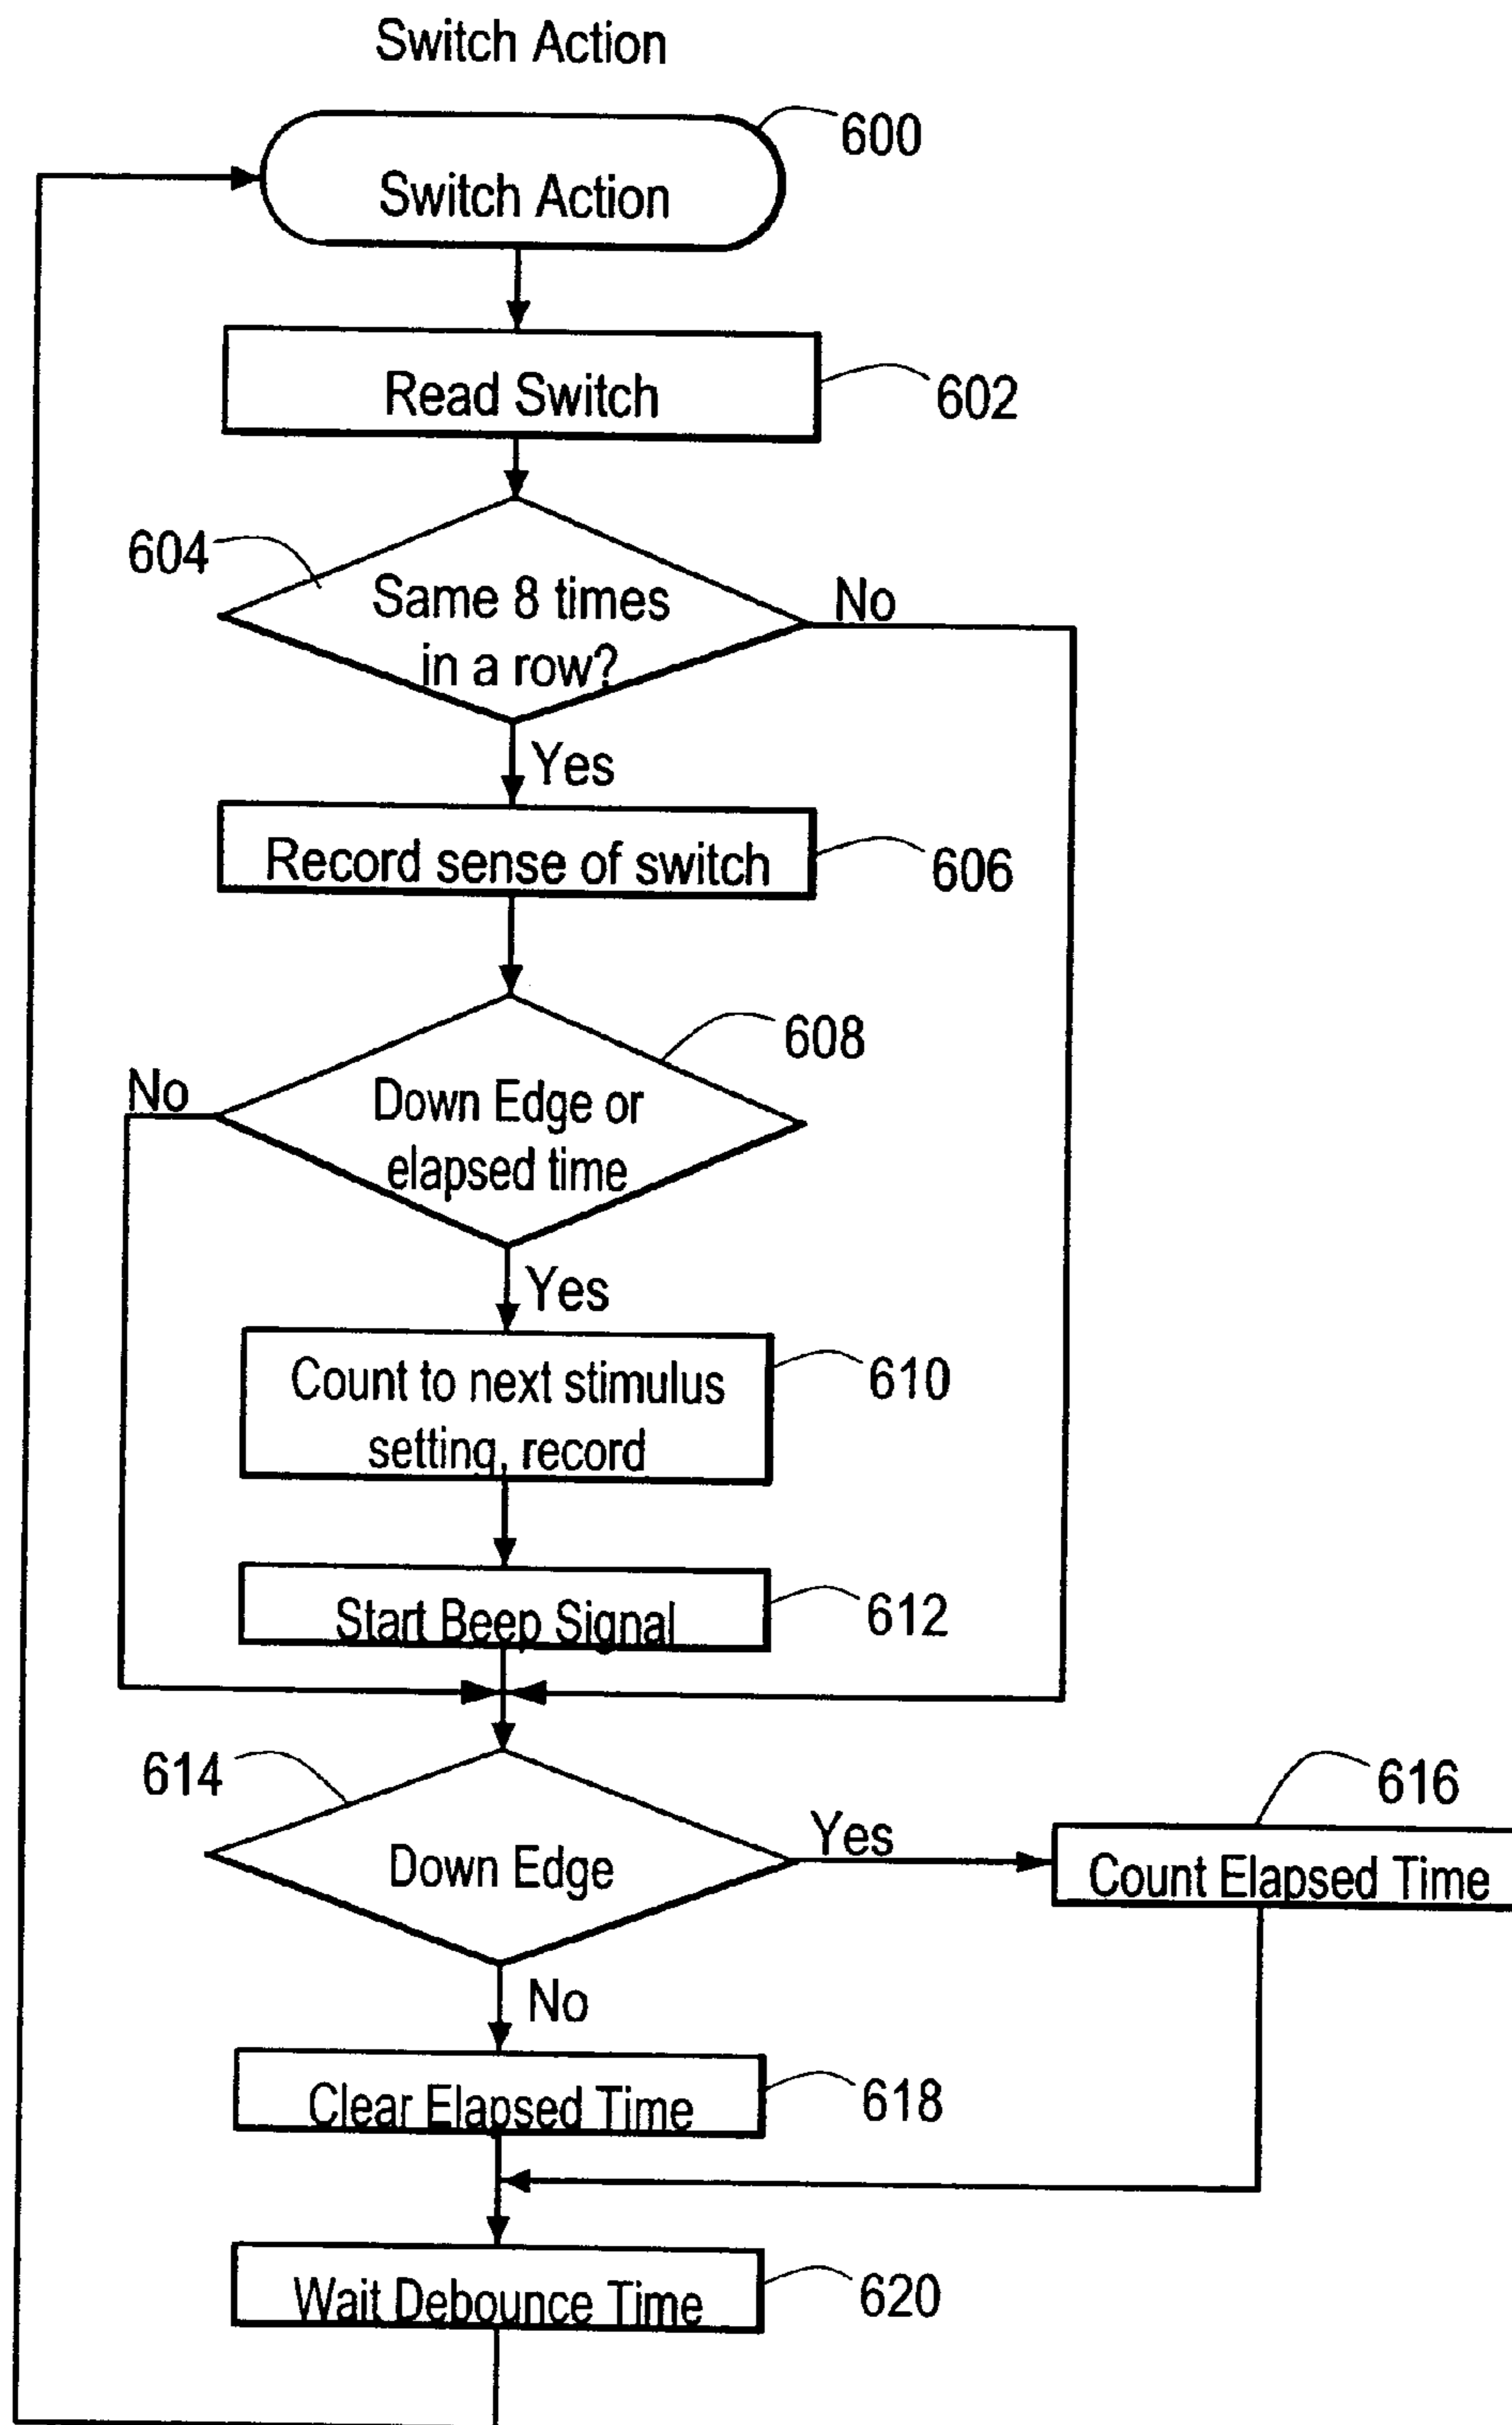 Switch Action
600
Switch Action
Read Switch
602
604
Same 8 times
in a row?
No
Yes
Record sense of switch
606
608
No
Down Edge or
elapsed time
Yes
Count to next stimulus
setting, record
610
Start Beep Signal
612
614
Down Edge
Yes
616
Count Elapsed Time
No
Clear Elapsed Time
618
Wait Debounce Time
620